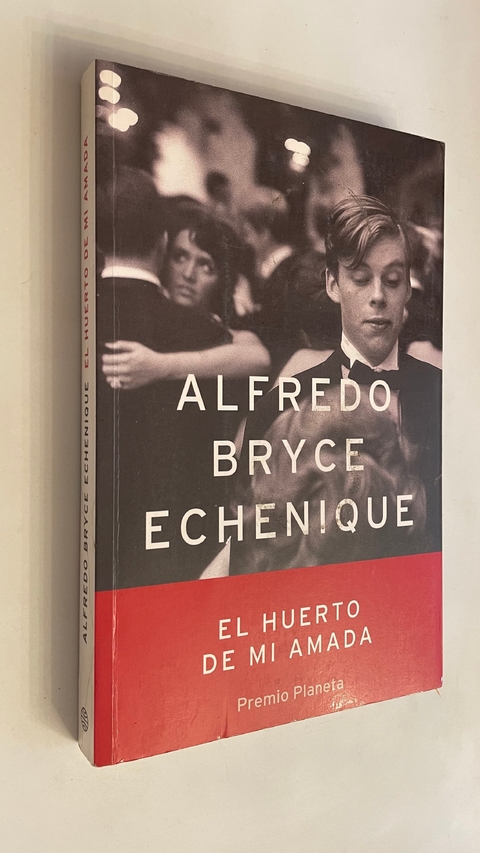 ALFREDO BRYCE ECHENIQUE EL HUERTO DE MI AMADA
ALFREDO
BRYCE
ECHENIQUE
EL HUERTO
DE MI AMADA
Premio Planeta